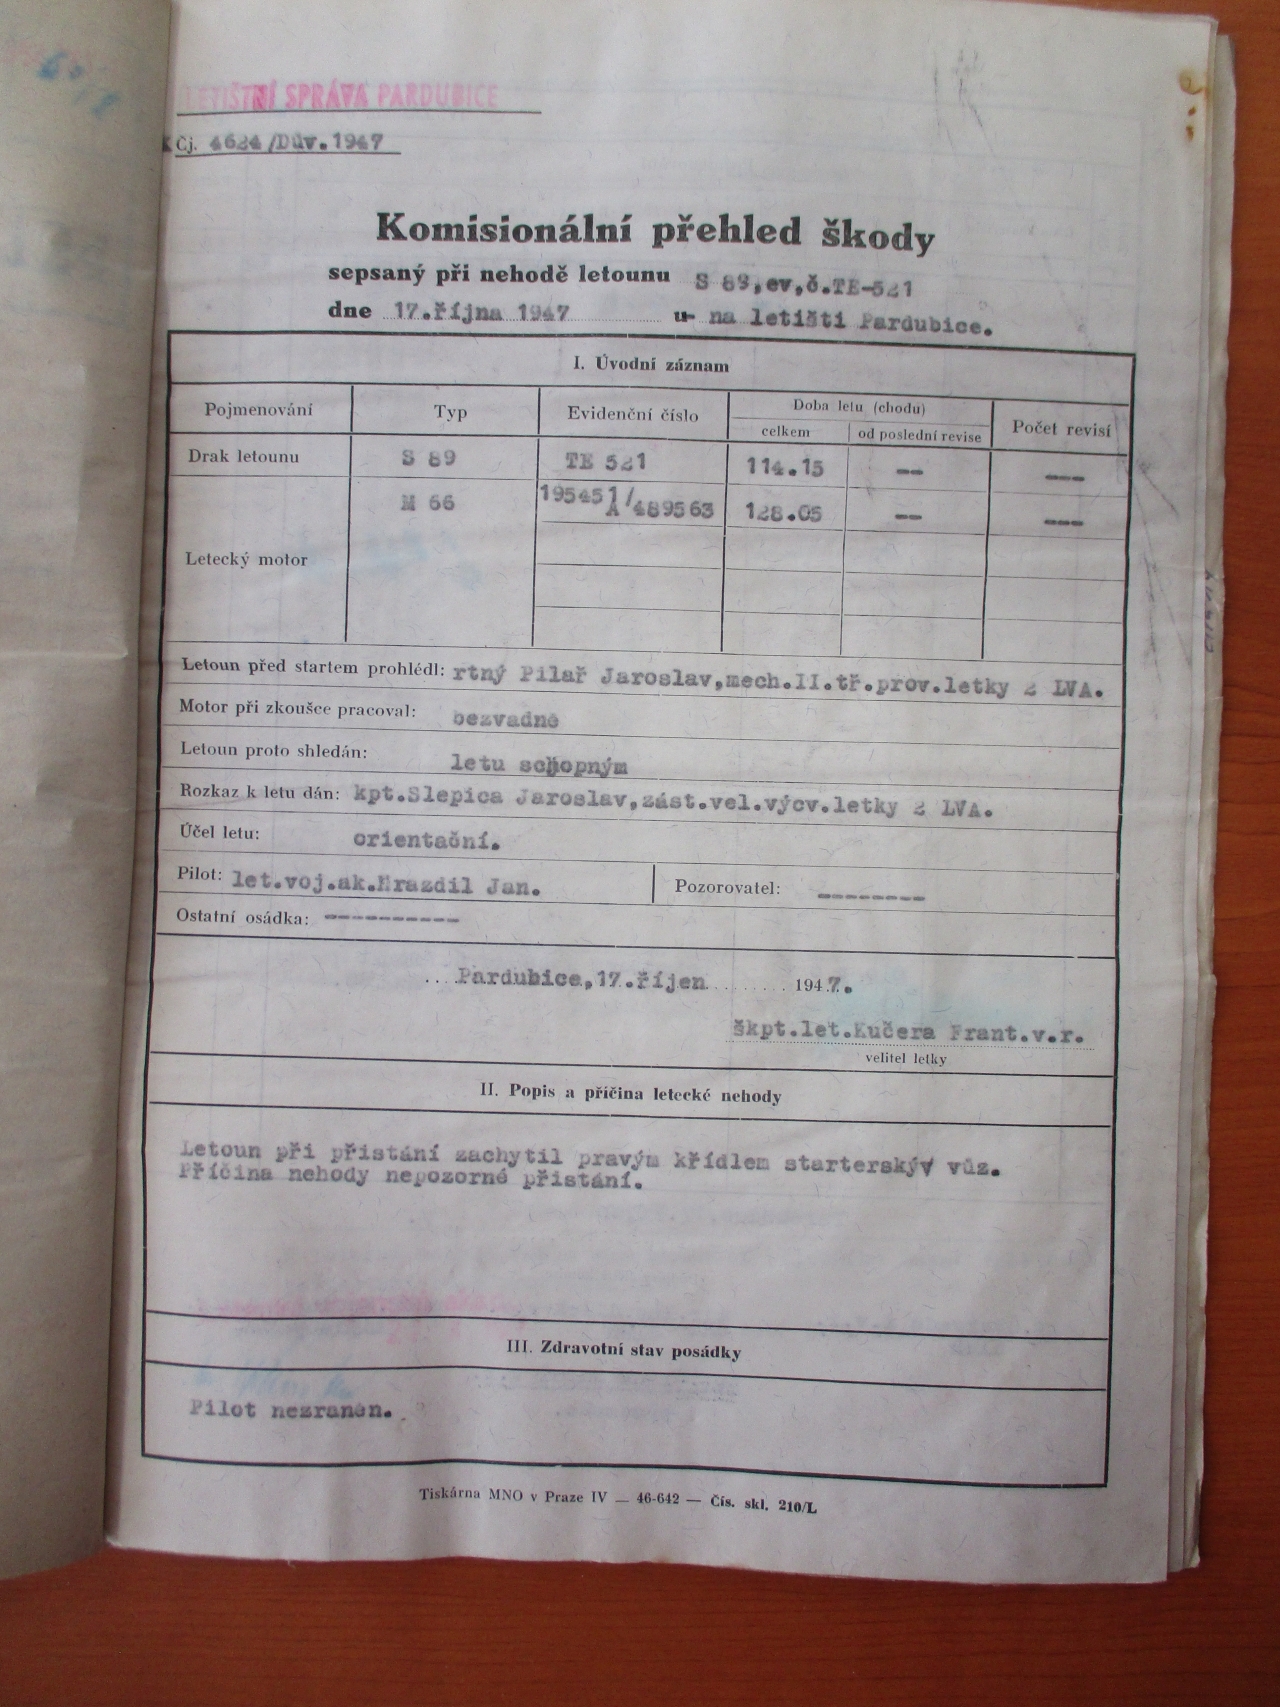 LETIŠTNÍ SPRÁVA PARDUBICE
Čj. 4624/Dův.1947
Komisionální přehled škody
sepsaný při nehodě letounu S 89,ev,č.TE-521
dne 17.října 1947 u- na letišti Pardubice.
I. Úvodní záznam
Pojmenování Typ Evidenční číslo Doba letu (chodu) Počet revisí
celkem od poslední revise
Drak letounu S 89 TE 521 114.15 -- ---
Letecký motor M 66 195451/A/489563 128.05 -- ---
Letoun před startem prohlédl: rtný Pilař Jaroslav,mech.II.tř.prov.letky 2 LVA.
Motor při zkoušce pracoval: bezvadně
Letoun proto shledán: letu schopným
Rozkaz k letu dán: kpt.Slepica Jaroslav,zást.vel.výcv.letky 2 LVA.
Účel letu: orientační.
Pilot: let.voj.ak.Mrazdil Jan. Pozorovatel: --------
Ostatní osádka: ----------
Pardubice,17.říjen 1947.
škpt.let.Kučera Frant.v.r.
velitel letky
II. Popis a příčina letecké nehody
Letoun při přistání zachytil pravým křídlem starterský vůz.
Příčina nehody nepozorné přistání.
III. Zdravotní stav posádky
Pilot nezraněn.
Tiskárna MNO v Praze IV — 46-642 — Čís. skl. 210/L